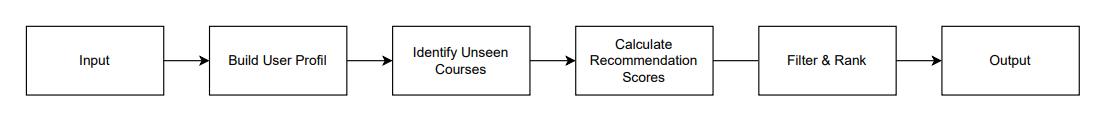 Input
Build User Profil
Identify Unseen
Courses
Calculate
Recommendation
Scores
Filter & Rank
Output